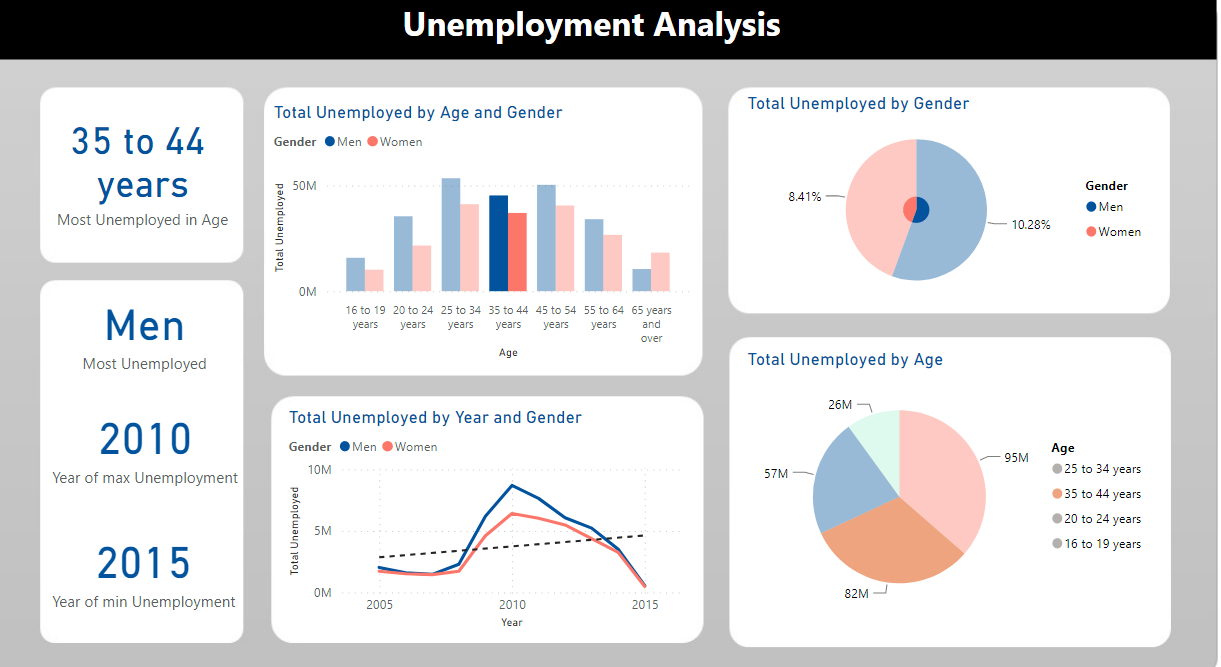 Unemployment Analysis
35 to 44
years
Most Unemployed in Age
Men
Most Unemployed
2010
Year of max Unemployment
2015
Year of min Unemployment
Total Unemployed by Age and Gender
Gender Men Women
Total Unemployed
50M
0M
16 to 19 years
20 to 24 years
25 to 34 years
35 to 44 years
45 to 54 years
55 to 64 years
65 years and over
Age
Total Unemployed by Year and Gender
Gender Men Women
Total Unemployed
10M
5M
0M
2005 2010 2015
Year
Total Unemployed by Gender
8.41%
10.28%
Gender
Men
Women
Total Unemployed by Age
26M
57M
95M
82M
Age
25 to 34 years
35 to 44 years
20 to 24 years
16 to 19 years